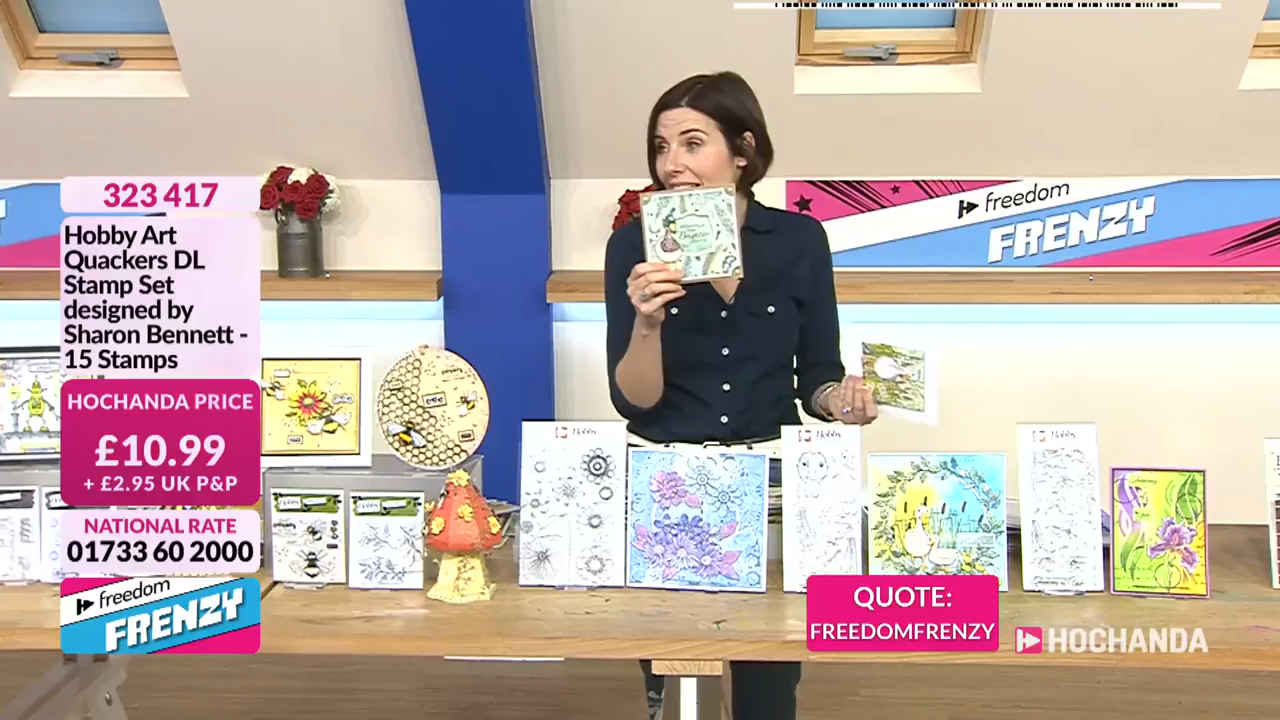 323 417
Hobby Art
Quackers DL
Stamp Set
designed by
Sharon Bennett -
15 Stamps
HOCHANDA PRICE
£10.99
+ £2.95 UK P&P
NATIONAL RATE
01733 60 2000
freedom
FRENZY
freedom
FRENZY
QUOTE:
FREEDOMFRENZY
HOCHANDA